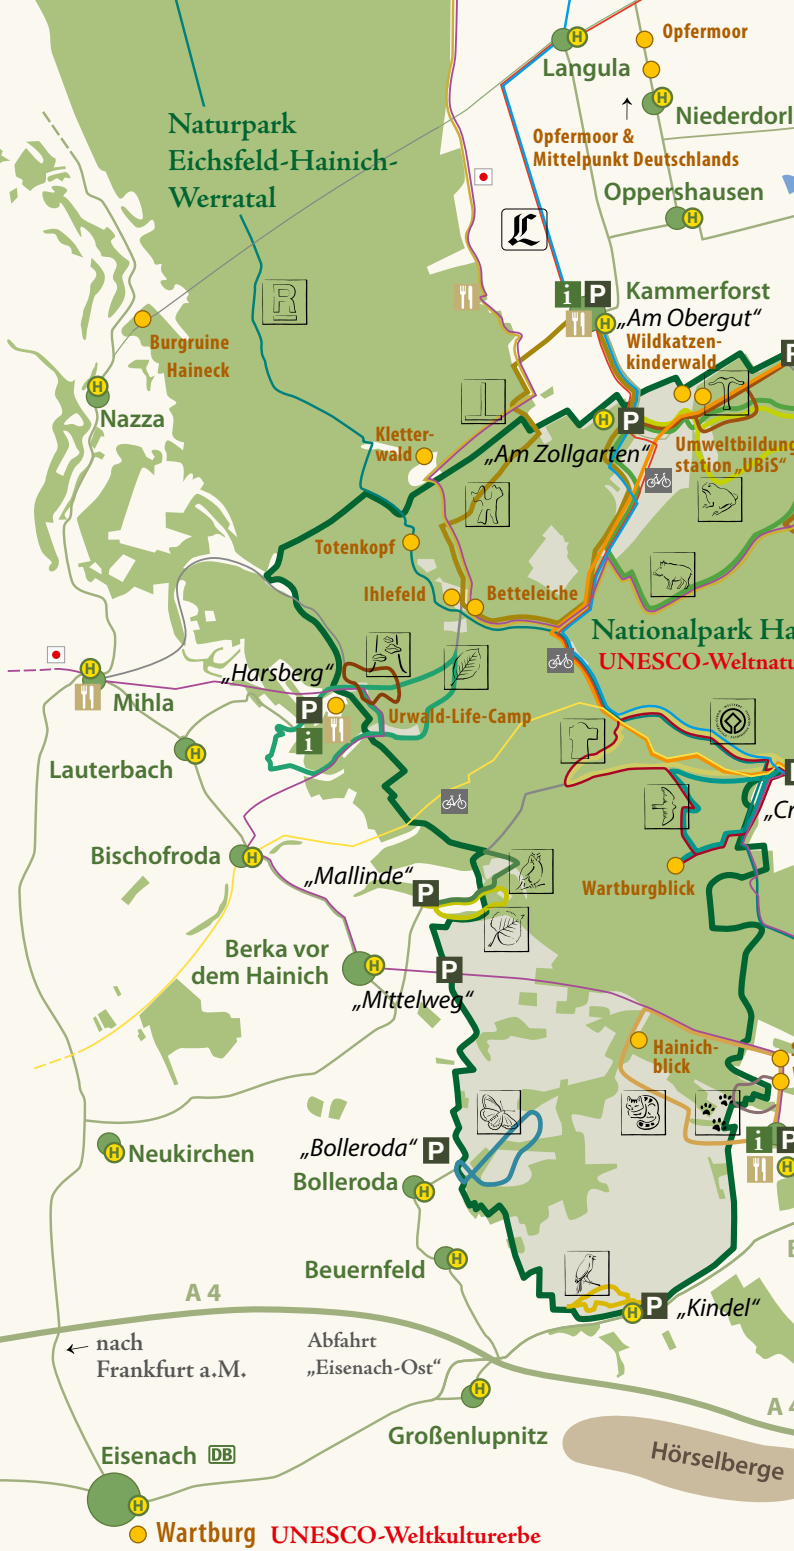 Opfermoor
Langula
H
H
Niederdorl
Naturpark
Eichsfeld-Hainich-
Werratal
Opfermoor &
Mittelpunkt Deutschlands
Oppershausen
H
L
R
i P
Kammerforst
H
„Am Obergut“
Wildkatzen-
kinderwald
P
Burgruine
Haineck
H
Nazza
T
T
Kletter-
wald
H P
„Am Zollgarten“
Umweltbildung
station „UBiS“
Totenkopf
Ihlefeld
Betteleiche
Nationalpark Ha
UNESCO-Weltnatu
H
Mihla
„Harsberg“
P
i
Urwald-Life-Camp
H
Lauterbach
„Cr
Bischofroda
H
„Mallinde“
P
Wartburgblick
Berka vor
dem Hainich
H
P
„Mittelweg“
Hainich-
blick
H
Neukirchen
„Bolleroda“ P
Bolleroda
H
i P
H
Beuernfeld
H
A 4
H P
„Kindel“
nach
Frankfurt a.M.
Abfahrt
„Eisenach-Ost“
H
A 4
Großenlupnitz
Hörselberge
Eisenach DB
H
Wartburg UNESCO-Weltkulturerbe